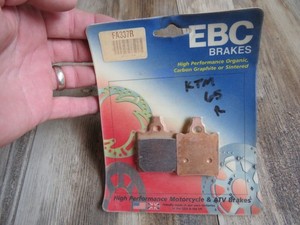 FA337R
EBC
BRAKES
High Performance Organic,
Carbon Graphite or Sintered
KTM
65
R
High Performance Motorcycle & ATV Brakes